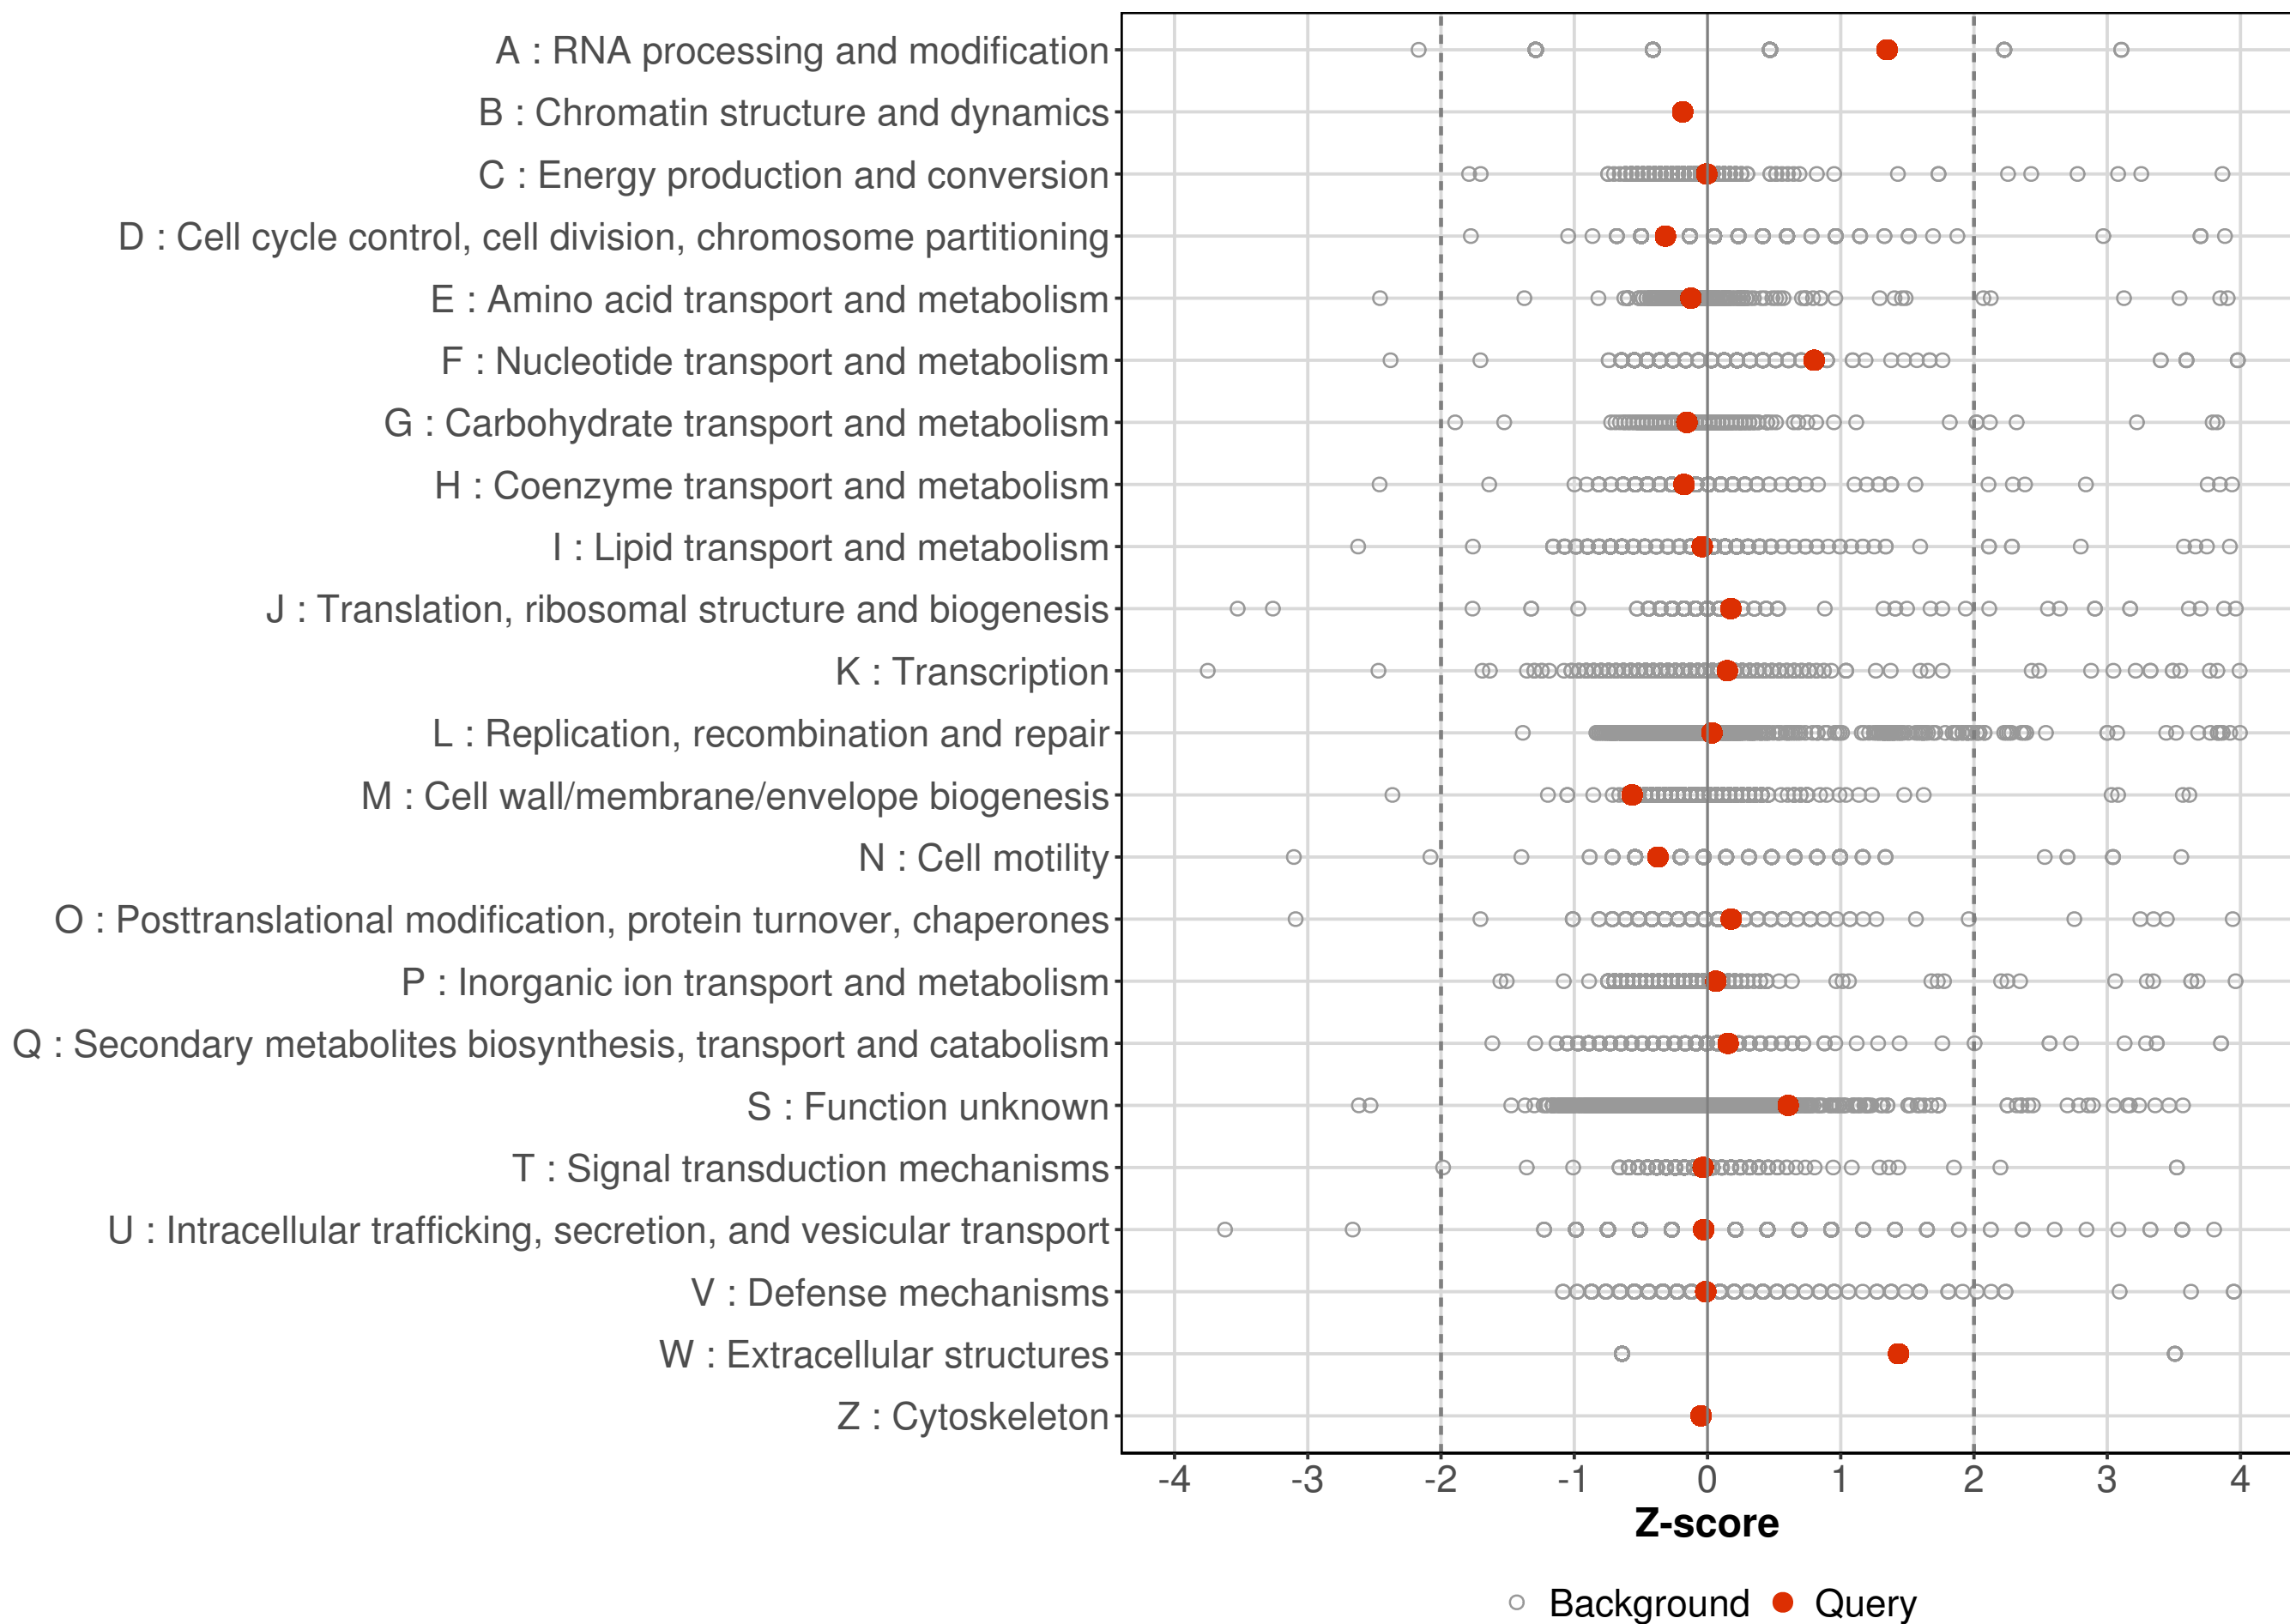 A : RNA processing and modification
B : Chromatin structure and dynamics
C : Energy production and conversion
D : Cell cycle control, cell division, chromosome partitioning
E : Amino acid transport and metabolism
F : Nucleotide transport and metabolism
G : Carbohydrate transport and metabolism
H : Coenzyme transport and metabolism
I : Lipid transport and metabolism
J : Translation, ribosomal structure and biogenesis
K : Transcription
L : Replication, recombination and repair
M : Cell wall/membrane/envelope biogenesis
N : Cell motility
O : Posttranslational modification, protein turnover, chaperones
P : Inorganic ion transport and metabolism
Q : Secondary metabolites biosynthesis, transport and catabolism
S : Function unknown
T : Signal transduction mechanisms
U : Intracellular trafficking, secretion, and vesicular transport
V : Defense mechanisms
W : Extracellular structures
Z : Cytoskeleton
-4 -3 -2 -1 0 1 2 3 4
Z-score
Background Query